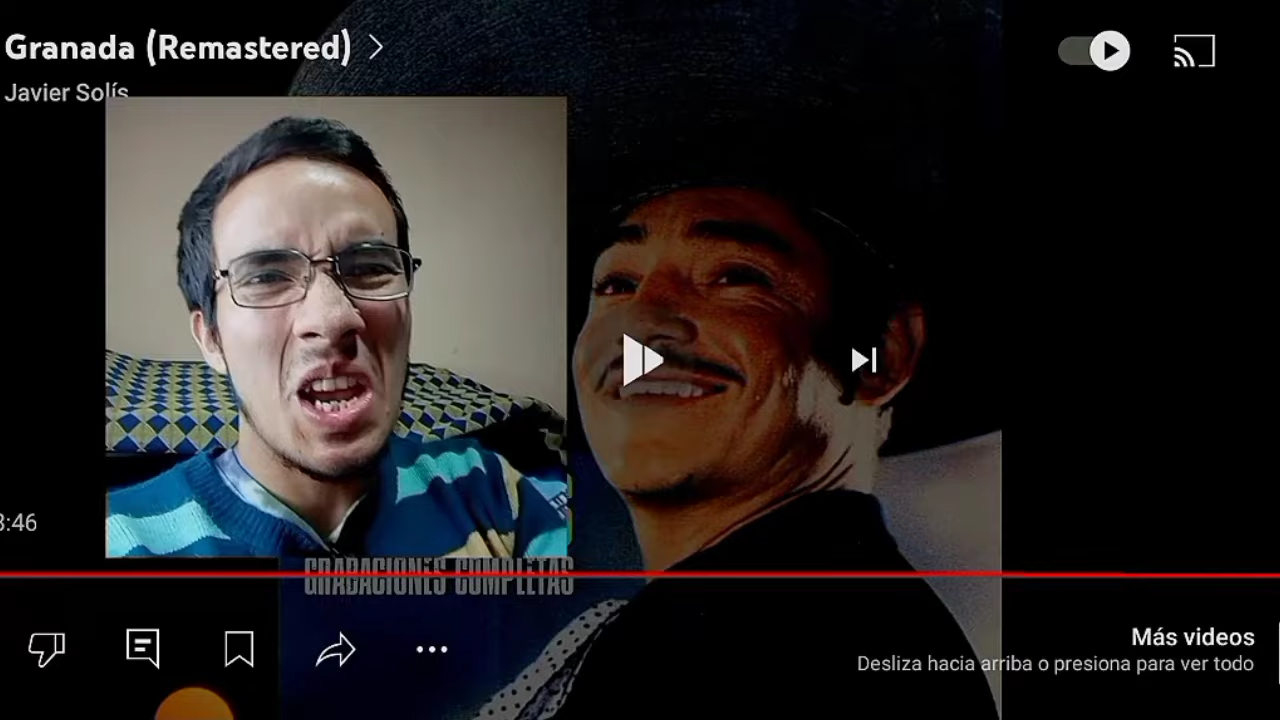 Granada (Remastered)
Javier Solís
3:46
GRABACIONES COMPLETAS
Más videos
Desliza hacia arriba o presiona para ver todo